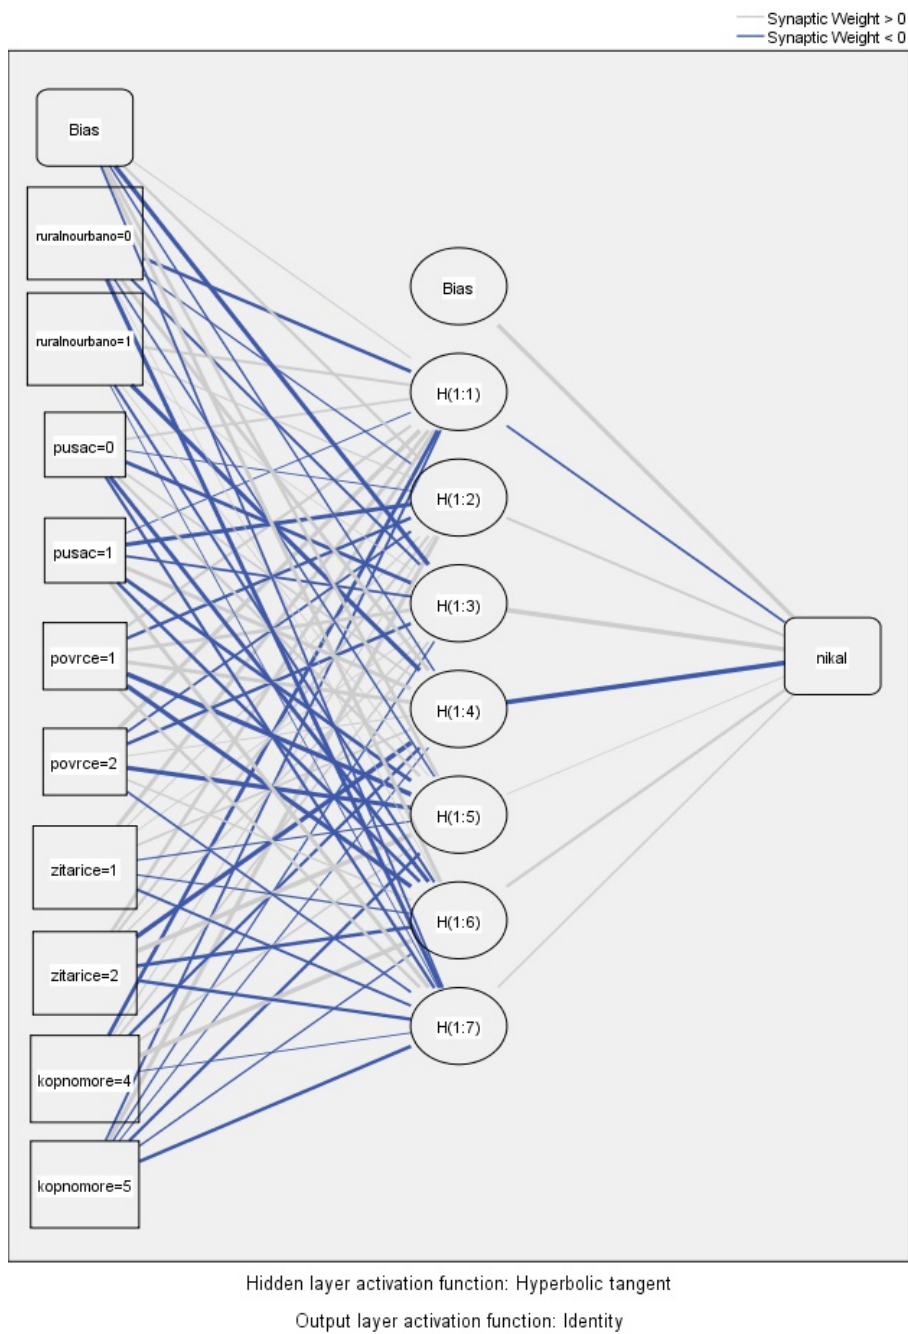 Synaptic Weight > 0
Synaptic Weight < 0
Bias
ruralnourbano=0
ruralnourbano=1
pusac=0
pusac=1
povrce=1
povrce=2
zitarice=1
zitarice=2
kopnomore=4
kopnomore=5
Bias
H(1:1)
H(1:2)
H(1:3)
H(1:4)
H(1:5)
H(1:6)
H(1:7)
nikal
Hidden layer activation function: Hyperbolic tangent
Output layer activation function: Identity